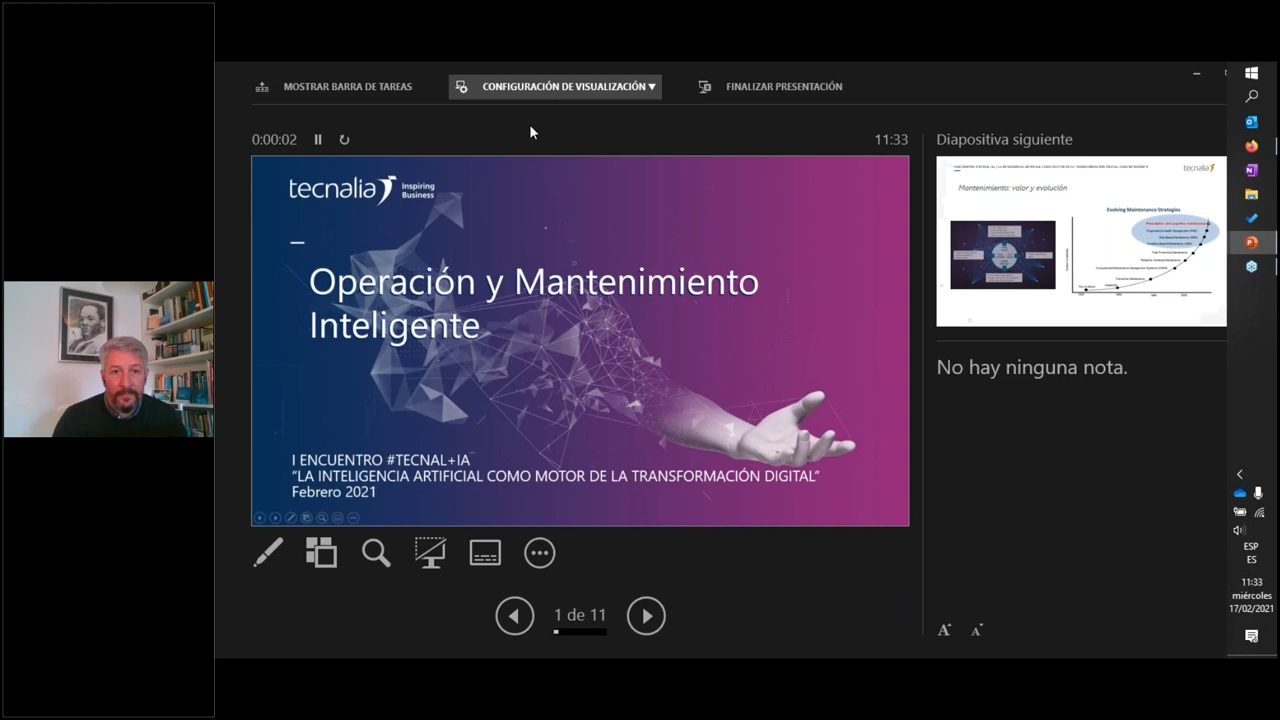 MOSTRAR BARRA DE TAREAS
CONFIGURACIÓN DE VISUALIZACIÓN ▼
FINALIZAR PRESENTACIÓN
0:00:02
11:33
Diapositiva siguiente
tecnalia Inspiring
Business
Operación y Mantenimiento
Inteligente
I ENCUENTRO #TECNAL+IA
“LA INTELIGENCIA ARTIFICIAL COMO MOTOR DE LA TRANSFORMACIÓN DIGITAL”
Febrero 2021
tecnalia
Mantenimiento: valor y evolución
Evolving Maintenance Strategies
No hay ninguna nota.
1 de 11
ESP
ES
11:33
miércoles
17/02/2021